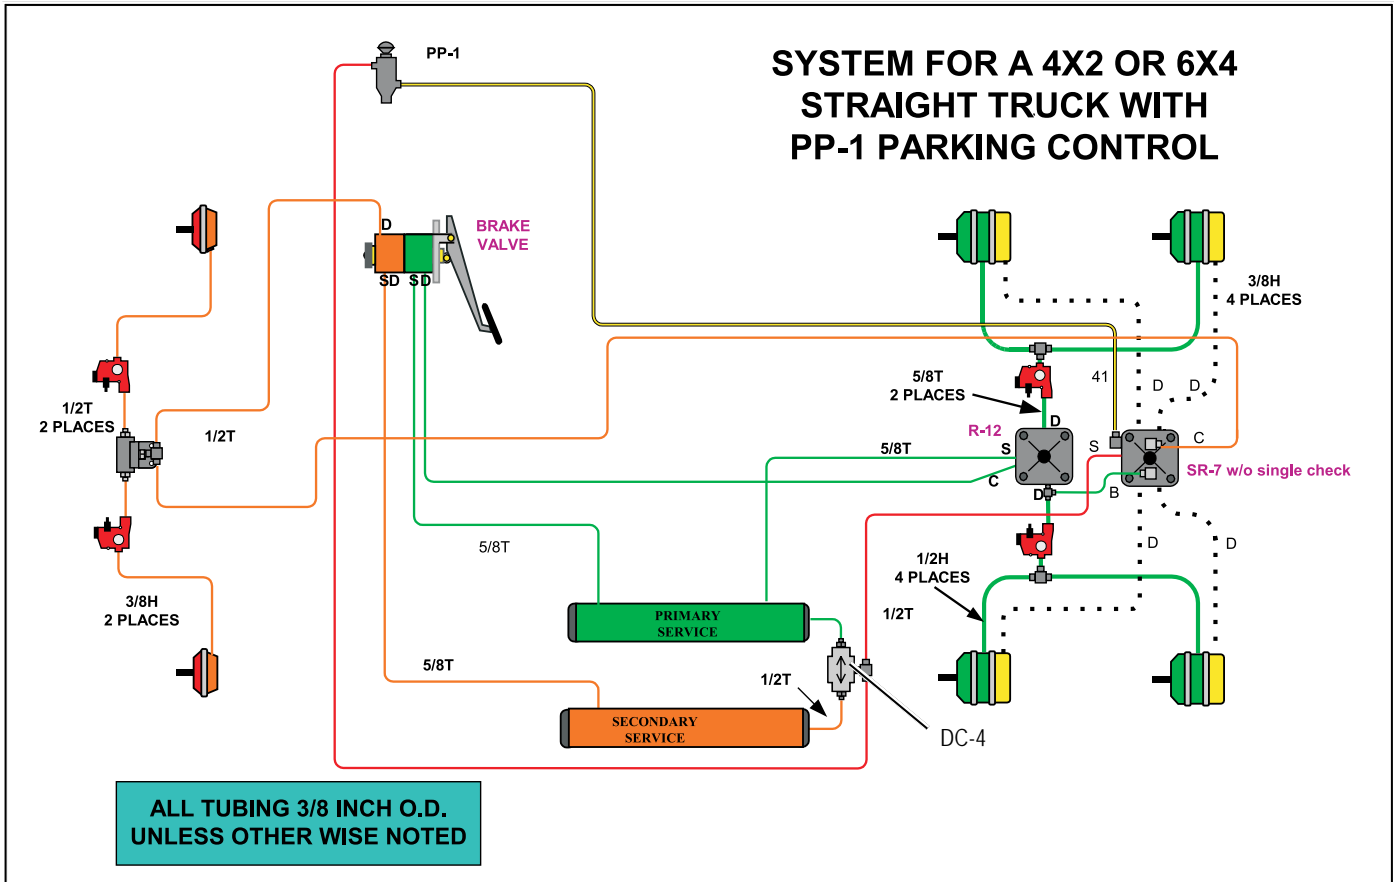 PP-1
SYSTEM FOR A 4X2 OR 6X4
STRAIGHT TRUCK WITH
PP-1 PARKING CONTROL
D
BRAKE
VALVE
SD
S D
3/8H
4 PLACES
1/2T
2 PLACES
1/2T
5/8T
2 PLACES
41
D
D
D
R-12
S
5/8T
C
S
C
SR-7 w/o single check
D
B
5/8T
D
D
1/2H
4 PLACES
1/2T
3/8H
2 PLACES
PRIMARY
SERVICE
5/8T
1/2T
SECONDARY
SERVICE
DC-4
ALL TUBING 3/8 INCH O.D.
UNLESS OTHER WISE NOTED